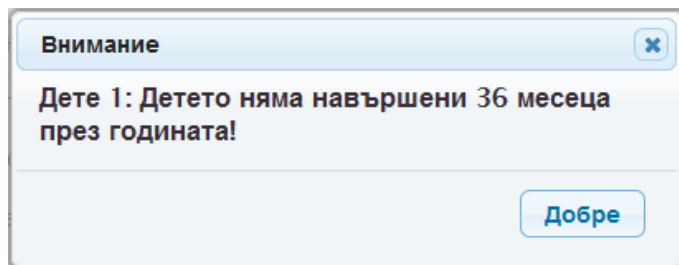 Внимание
Дете 1: Детето няма навършени 36 месеца
през годината!
Добре